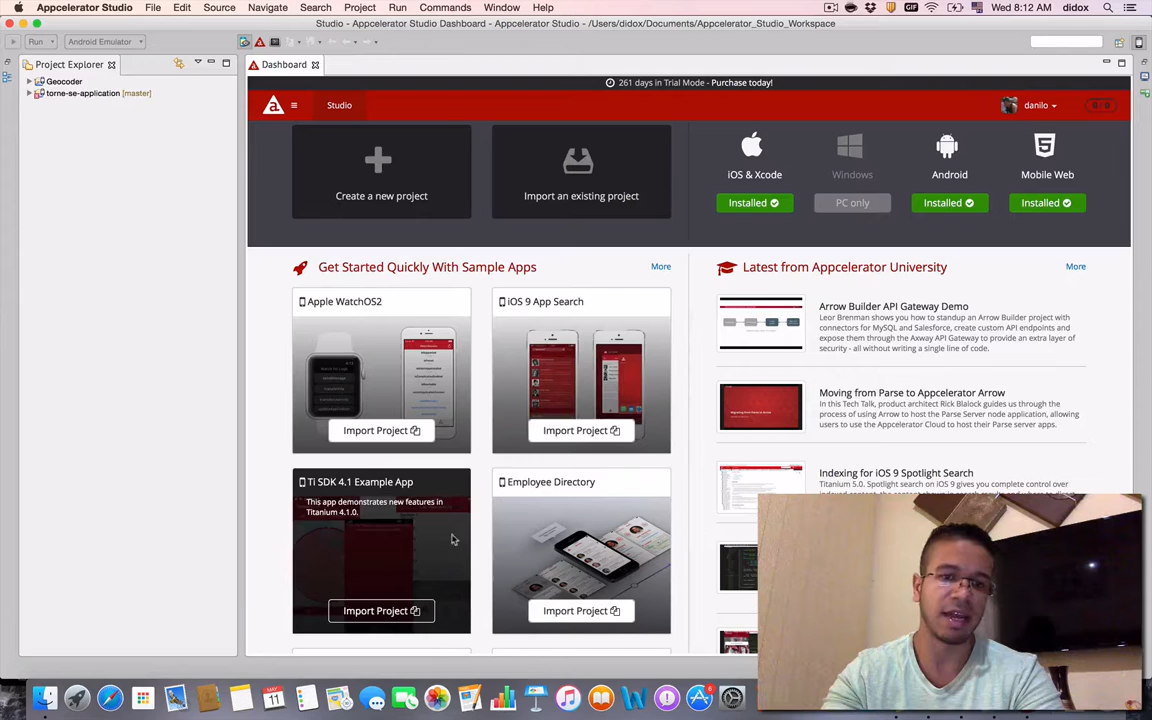 Appcelerator Studio File Edit Source Navigate Search Project Run Commands Window Help
GIF Wed 8:12 AM didox
Studio - Appcelerator Studio Dashboard - Appcelerator Studio - /Users/didox/Documents/Appcelerator_Studio_Workspace
Run Android Emulator
Project Explorer
Dashboard
Geocoder
torne-se-application [master]
261 days in Trial Mode - Purchase today!
Studio
danilo
0 / 0
Create a new project
Import an existing project
iOS & Xcode
Windows
Android
Mobile Web
Installed
PC only
Installed
Installed
Get Started Quickly With Sample Apps
More
Latest from Appcelerator University
More
Apple WatchOS2
iOS 9 App Search
Import Project
Import Project
Arrow Builder API Gateway Demo
Leor Brenman shows you how to standup an Arrow Builder project with
connectors for MySQL and Salesforce, create custom API endpoints and
expose them through the Axway API Gateway to provide an extra layer of
security - all without writing a single line of code.
Moving from Parse to Appcelerator Arrow
In this Tech Talk, product architect Rick Blalock guides us through the
process of using Arrow to host the Parse Server node application, allowing
users to use the Appcelerator Cloud to host their Parse server apps.
Ti SDK 4.1 Example App
This app demonstrates new features in
Titanium 4.1.0.
Import Project
Employee Directory
Import Project
Indexing for iOS 9 Spotlight Search
Titanium 5.0. Spotlight search on iOS 9 gives you complete control
MAY
11